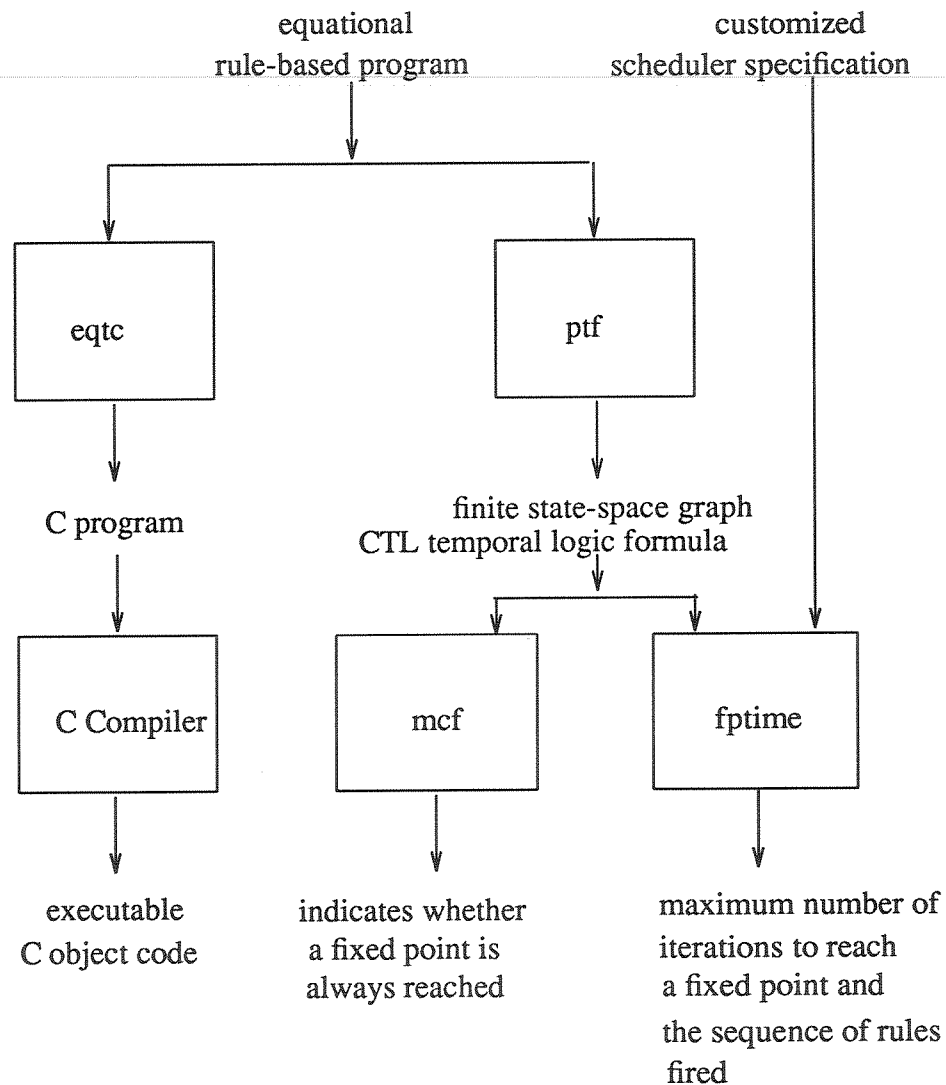 equational
rule-based program
customized
scheduler specification
eqtc
ptf
C program
finite state-space graph
CTL temporal logic formula
C Compiler
mcf
fptime
executable
C object code
indicates whether
a fixed point is
always reached
maximum number of
iterations to reach
a fixed point and
the sequence of rules
fired